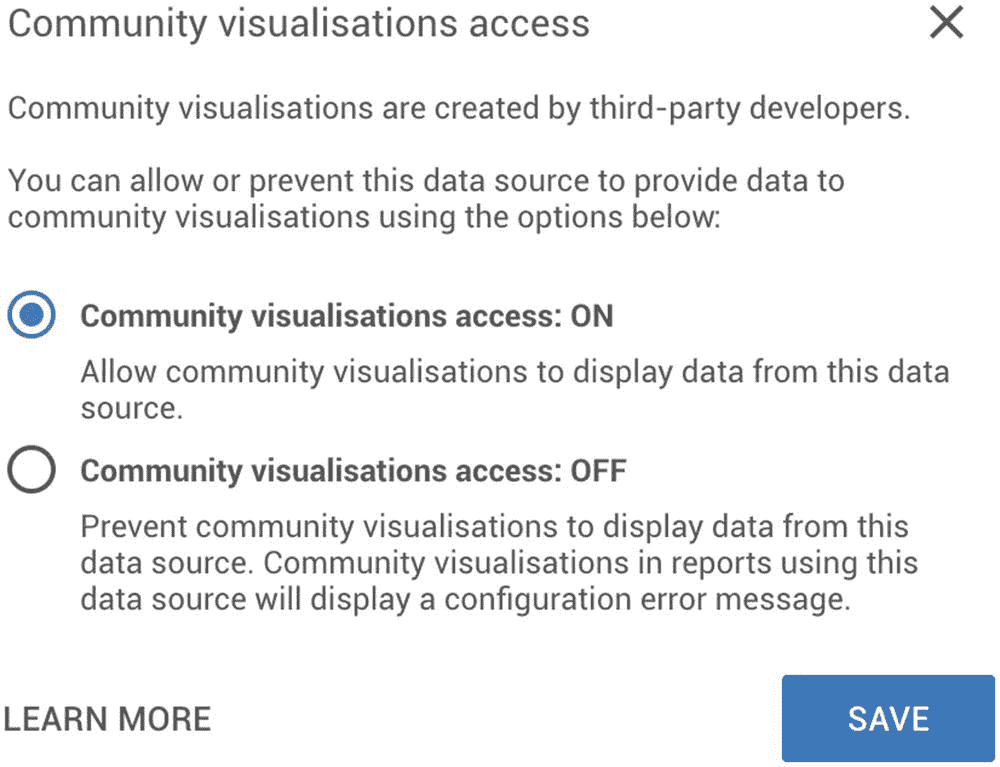 Community visualisations access
Community visualisations are created by third-party developers.
You can allow or prevent this data source to provide data to
community visualisations using the options below:
Community visualisations access: ON
Allow community visualisations to display data from this data
source.
Community visualisations access: OFF
Prevent community visualisations to display data from this
data source. Community visualisations in reports using this
data source will display a configuration error message.
LEARN MORE
SAVE